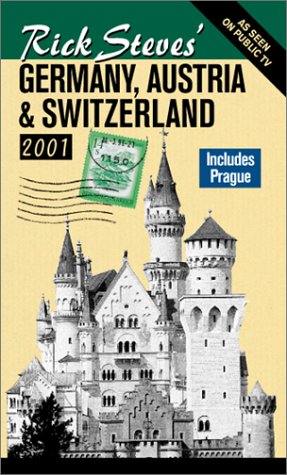 Rick Steves'
AS SEEN
ON PUBLIC TV
GERMANY, AUSTRIA
& SWITZERLAND
2001
Includes
Prague